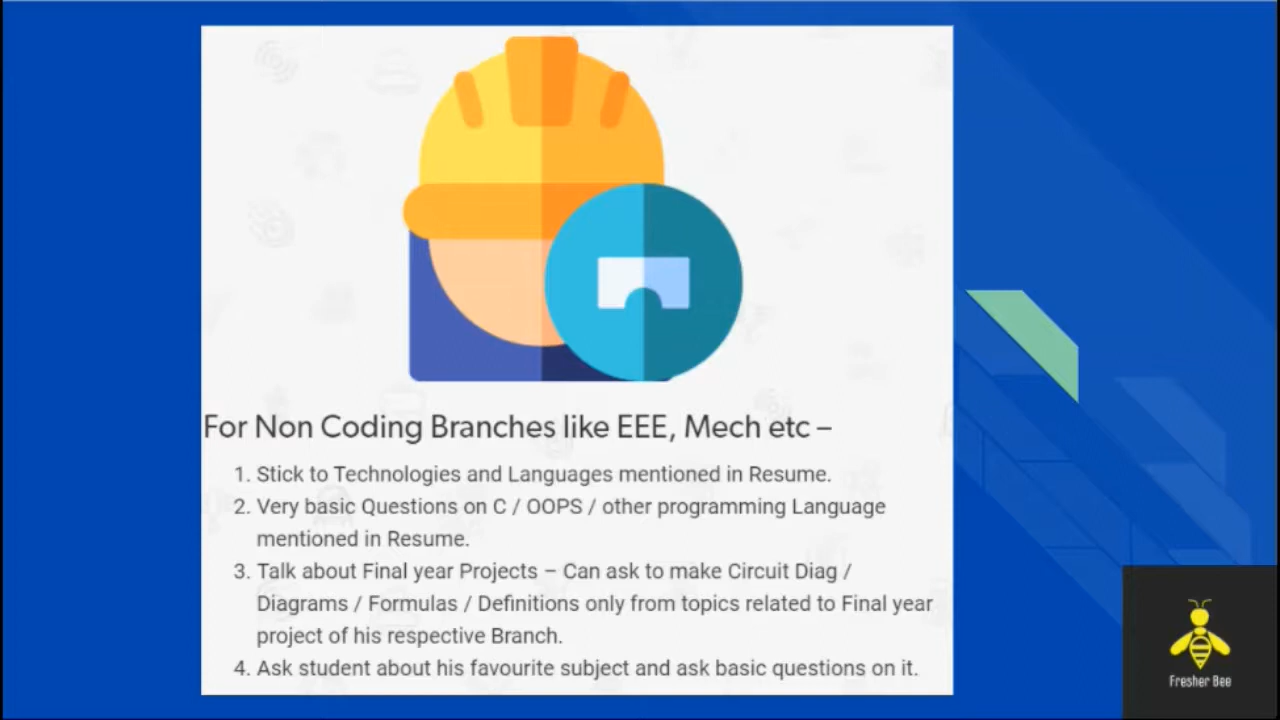 For Non Coding Branches like EEE, Mech etc –
1. Stick to Technologies and Languages mentioned in Resume.
2. Very basic Questions on C / OOPS / other programming Language
mentioned in Resume.
3. Talk about Final year Projects – Can ask to make Circuit Diag /
Diagrams / Formulas / Definitions only from topics related to Final year
project of his respective Branch.
4. Ask student about his favourite subject and ask basic questions on it.
Fresher Bee